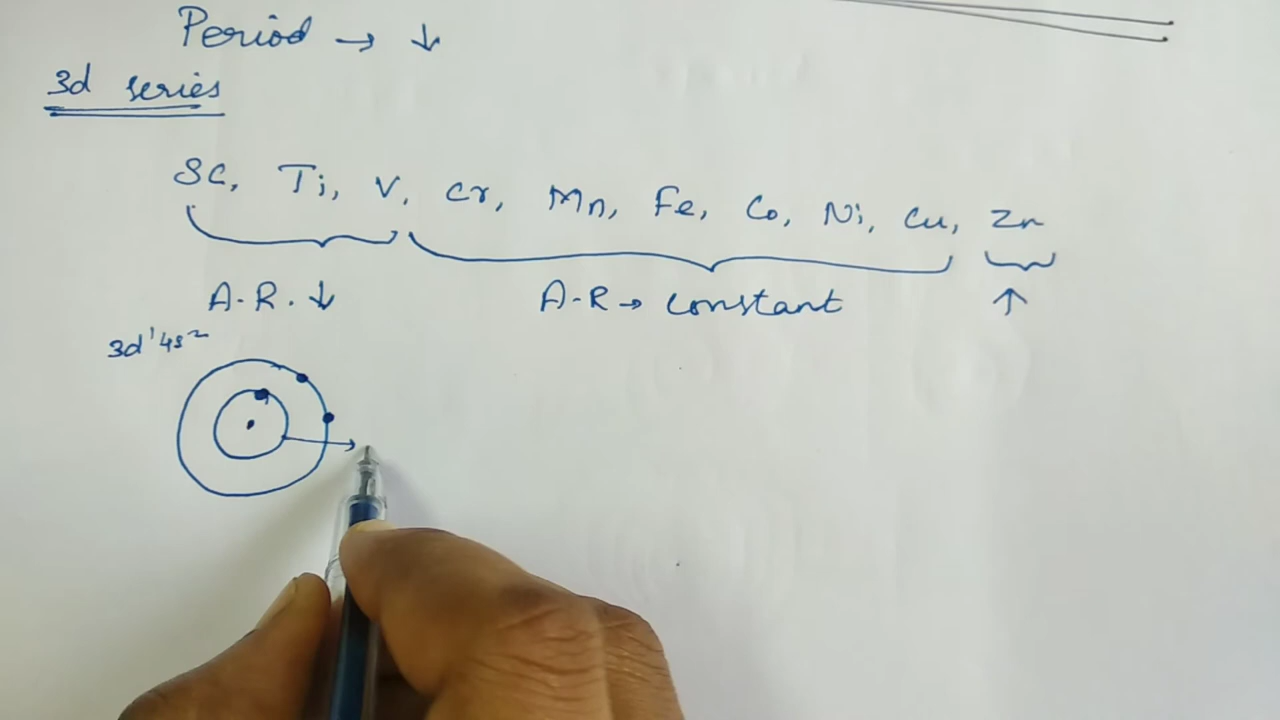 Period → ↓
3d series
Sc, Ti, V, Cr, Mn, Fe, Co, Ni, Cu, Zn
A.R. ↓ A-R → constant ↑
3d¹4s²